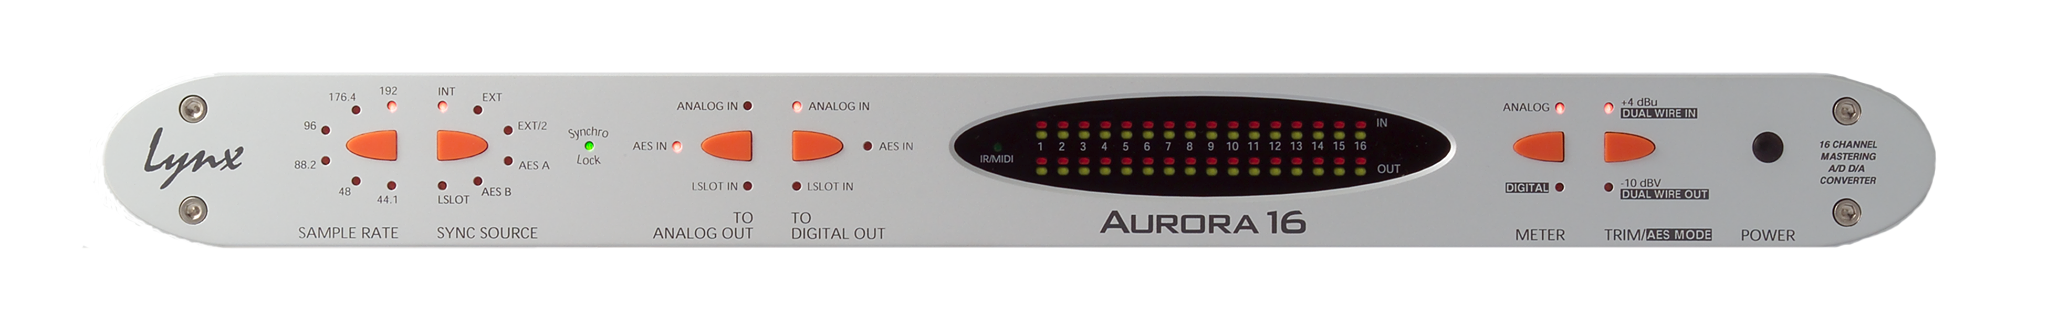 Lynx
176.4
192
96
88.2
48
44.1
SAMPLE RATE
INT
EXT
EXT/2
AES A
AES B
LSLOT
SYNC SOURCE
Synchro
Lock
ANALOG IN
AES IN
LSLOT IN
TO
ANALOG OUT
ANALOG IN
AES IN
LSLOT IN
TO
DIGITAL OUT
IR/MIDI
IN
1 2 3 4 5 6 7 8 9 10 11 12 13 14 15 16
OUT
AURORA 16
ANALOG
DIGITAL
METER
+4 dBu
DUAL WIRE IN
-10 dBV
DUAL WIRE OUT
TRIM/AES MODE
POWER
16 CHANNEL
MASTERING
A/D D/A
CONVERTER